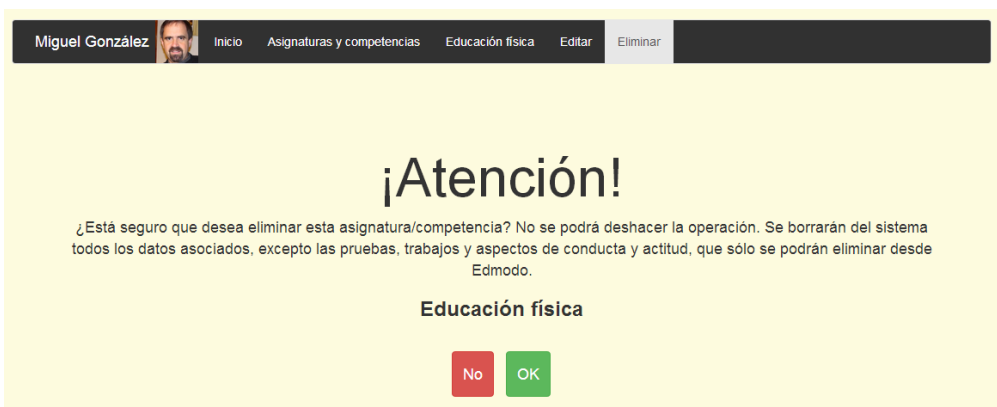 Miguel González Inicio Asignaturas y competencias Educación física Editar Eliminar
¡Atención!
¿Está seguro que desea eliminar esta asignatura/competencia? No se podrá deshacer la operación. Se borrarán del sistema
todos los datos asociados, excepto las pruebas, trabajos y aspectos de conducta y actitud, que sólo se podrán eliminar desde
Edmodo.
Educación física
No OK